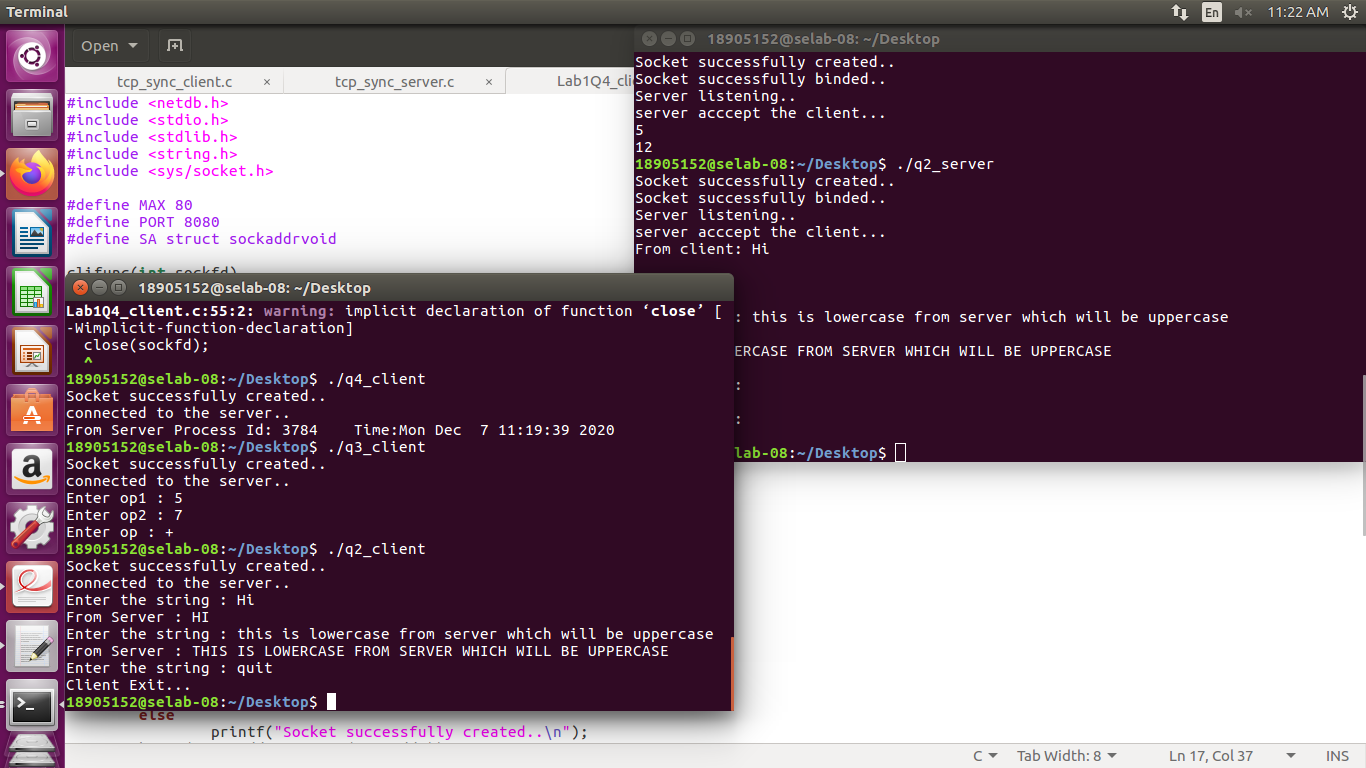 Terminal
En
11:22 AM
Open
tcp_sync_client.c ×
tcp_sync_server.c ×
Lab1Q4_cli
#include <netdb.h>
#include <stdio.h>
#include <stdlib.h>
#include <string.h>
#include <sys/socket.h>
#define MAX 80
#define PORT 8080
#define SA struct sockaddrvoid
clifunc(int sockfd)
18905152@selab-08: ~/Desktop
Socket successfully created..
Socket successfully binded..
Server listening..
server acccept the client...
5
12
18905152@selab-08:~/Desktop$ ./q2_server
Socket successfully created..
Socket successfully binded..
Server listening..
server acccept the client...
From client: Hi
: this is lowercase from server which will be uppercase
ERCASE FROM SERVER WHICH WILL BE UPPERCASE
:
:
lab-08:~/Desktop$
18905152@selab-08: ~/Desktop
Lab1Q4_client.c:55:2: warning: implicit declaration of function ‘close’ [
-Wimplicit-function-declaration]
close(sockfd);
^
18905152@selab-08:~/Desktop$ ./q4_client
Socket successfully created..
connected to the server..
From Server Process Id: 3784    Time:Mon Dec  7 11:19:39 2020
18905152@selab-08:~/Desktop$ ./q3_client
Socket successfully created..
connected to the server..
Enter op1 : 5
Enter op2 : 7
Enter op : +
18905152@selab-08:~/Desktop$ ./q2_client
Socket successfully created..
connected to the server..
Enter the string : Hi
From Server : HI
Enter the string : this is lowercase from server which will be uppercase
From Server : THIS IS LOWERCASE FROM SERVER WHICH WILL BE UPPERCASE
Enter the string : quit
Client Exit...
18905152@selab-08:~/Desktop$
else
printf("Socket successfully created..\n");
C
Tab Width: 8
Ln 17, Col 37
INS